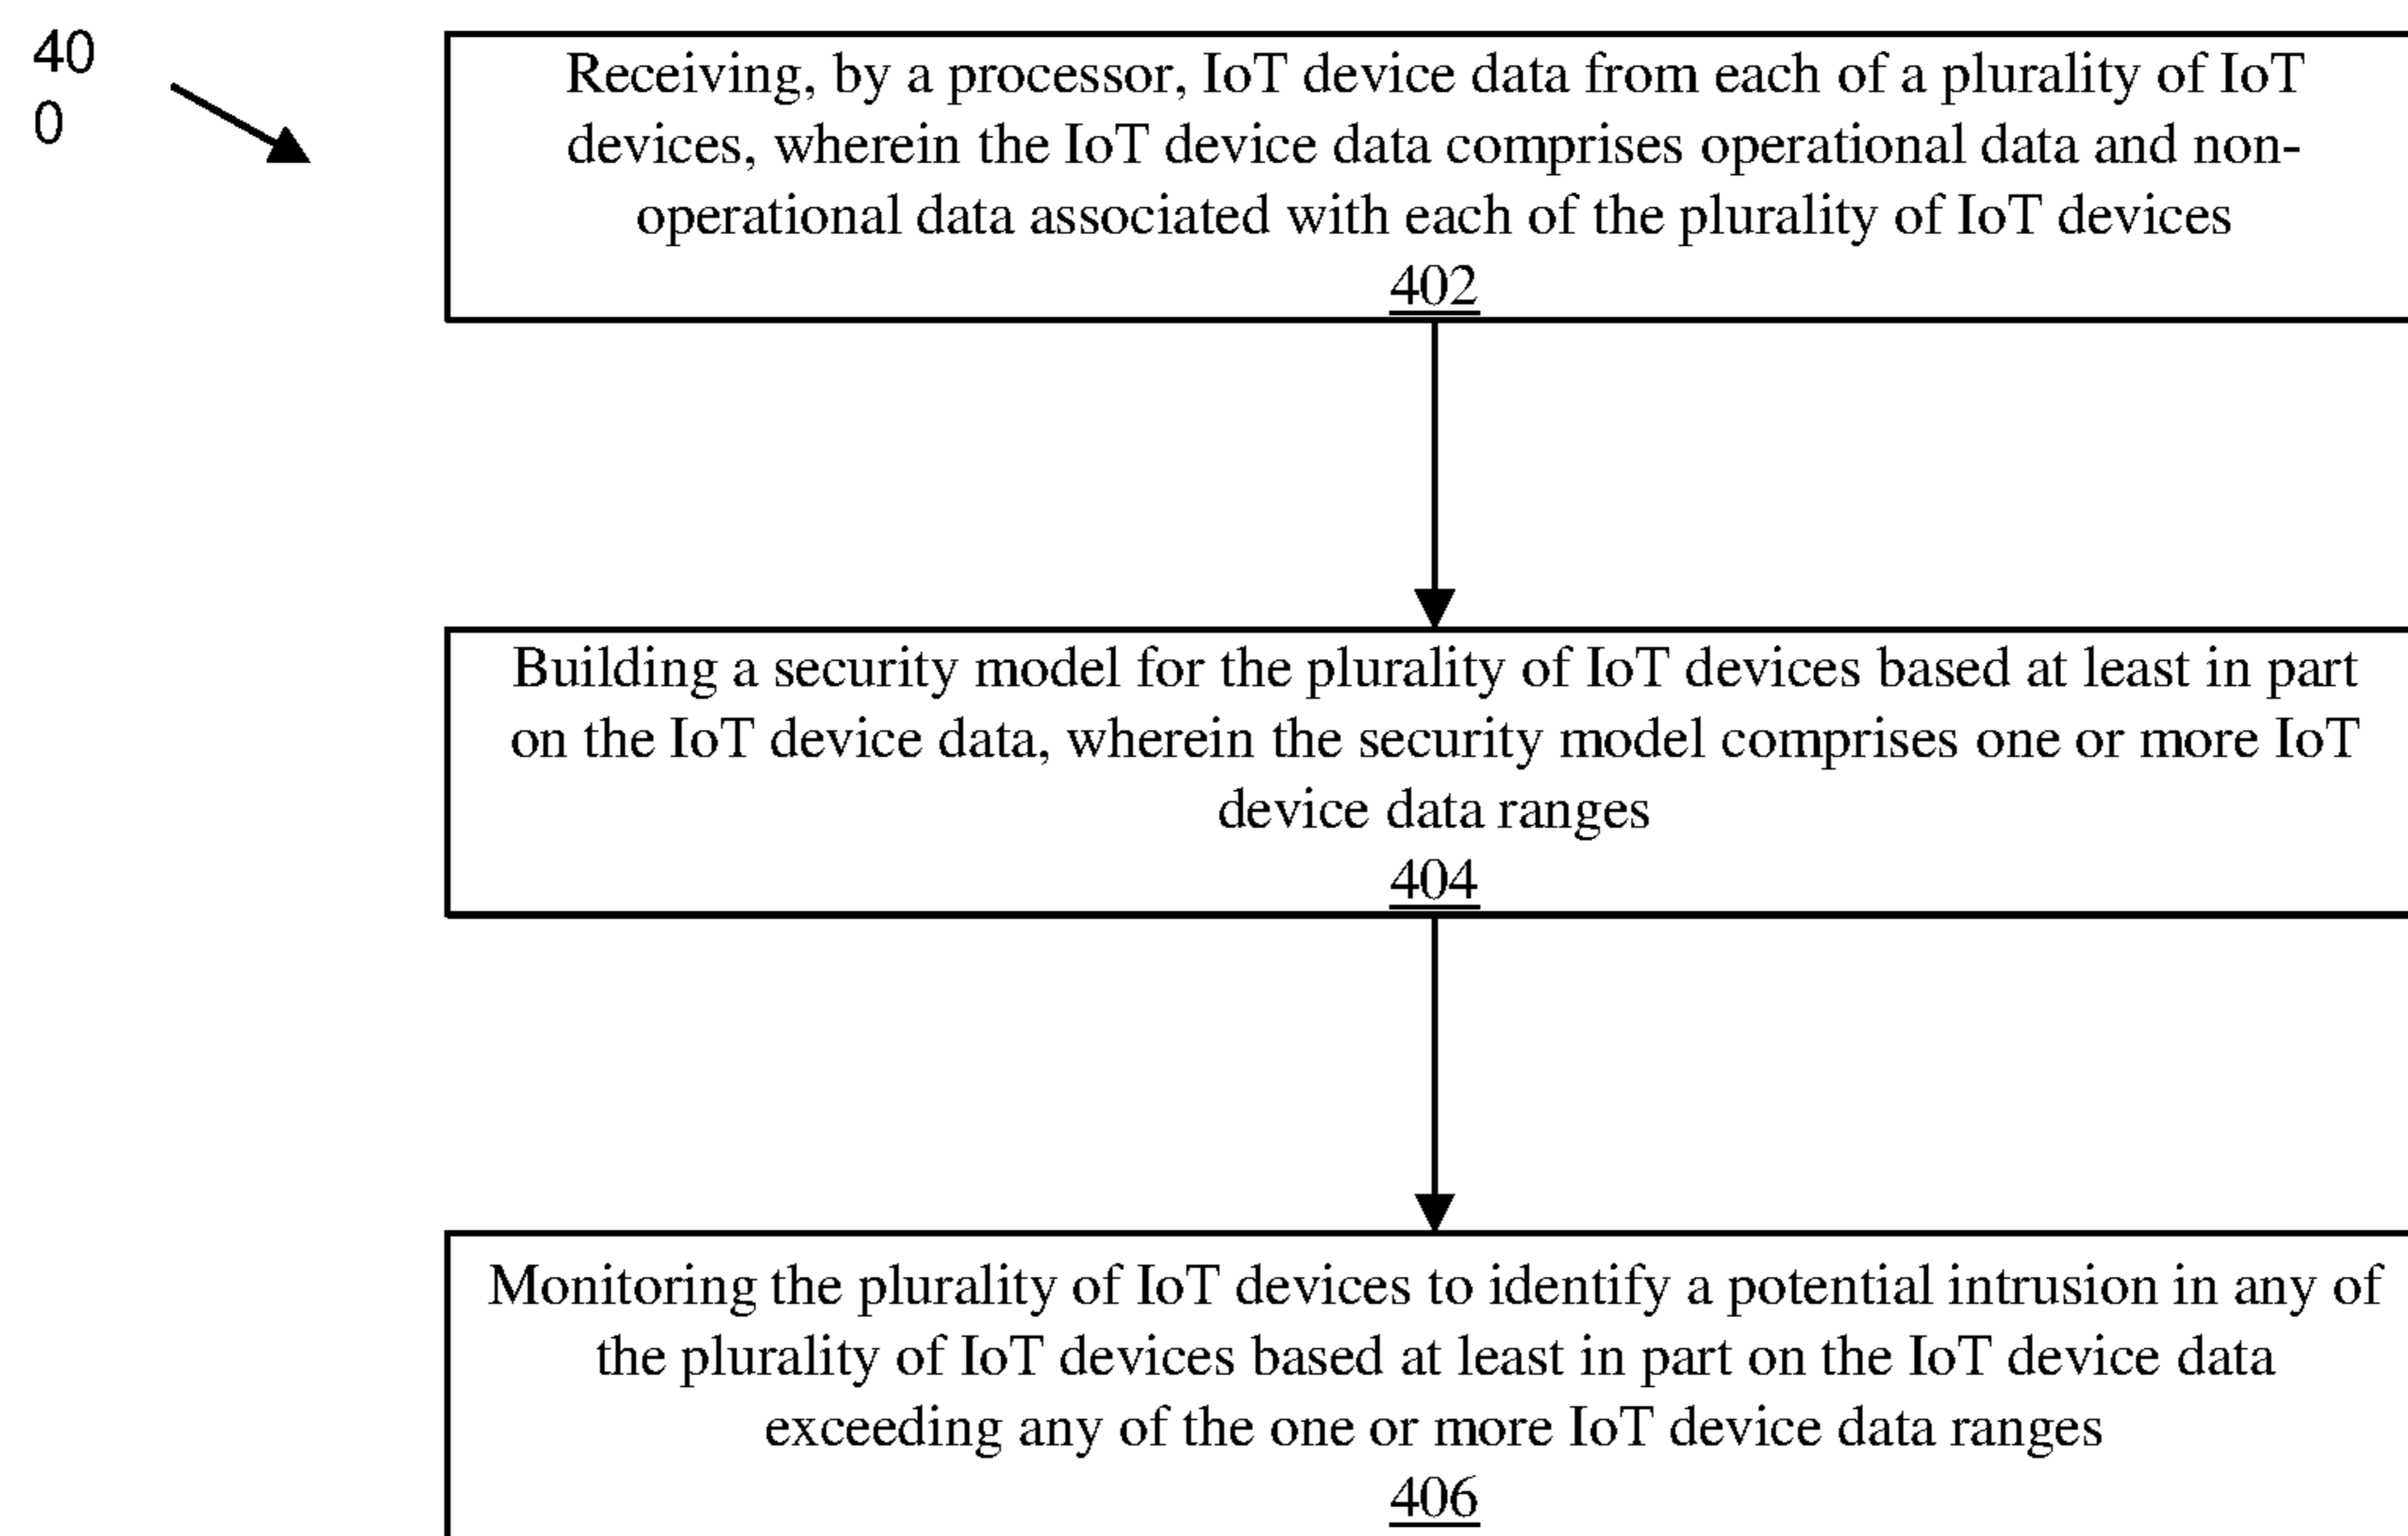 40
0
Receiving, by a processor, IoT device data from each of a plurality of IoT
devices, wherein the IoT device data comprises operational data and non-
operational data associated with each of the plurality of IoT devices
402
Building a security model for the plurality of IoT devices based at least in part
on the IoT device data, wherein the security model comprises one or more IoT
device data ranges
404
Monitoring the plurality of IoT devices to identify a potential intrusion in any of
the plurality of IoT devices based at least in part on the IoT device data
exceeding any of the one or more IoT device data ranges
406